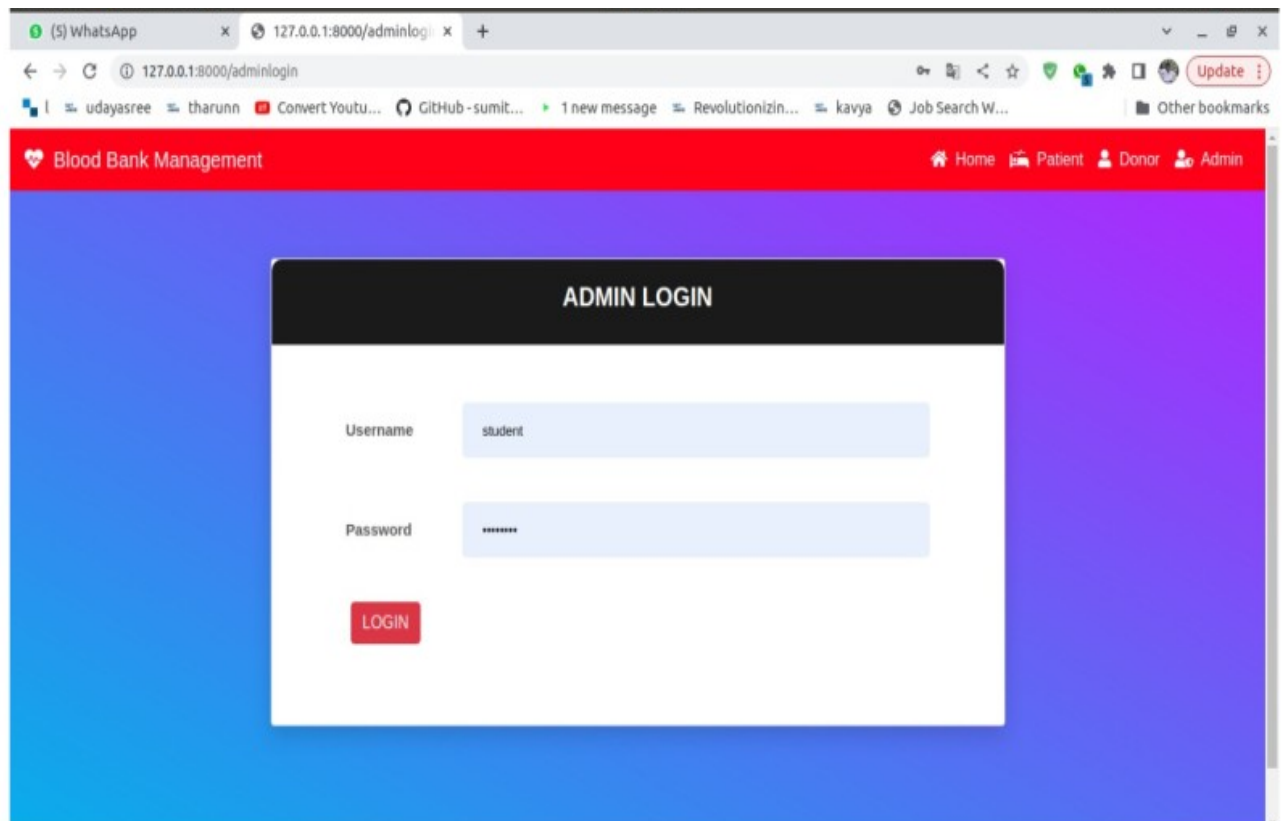 (5) WhatsApp 127.0.0.1:8000/adminlogi
127.0.0.1:8000/adminlogin Update
l udayasree tharunn Convert Youtu... GitHub - sumit... 1 new message Revolutionizin... kavya Job Search W... Other bookmarks
Blood Bank Management Home Patient Donor Admin
ADMIN LOGIN
Username student
Password ••••••••
LOGIN